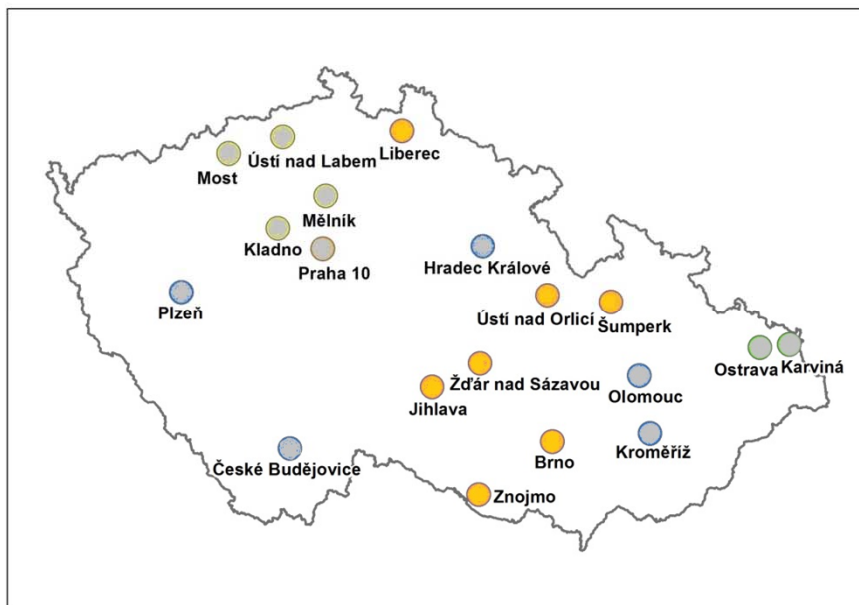 Ústí nad Labem
Liberec
Most
Mělník
Kladno
Praha 10
Hradec Králové
Plzeň
Ústí nad Orlicí
Šumperk
Ostrava
Karviná
Žďár nad Sázavou
Jihlava
Olomouc
Brno
Kroměříž
České Budějovice
Znojmo